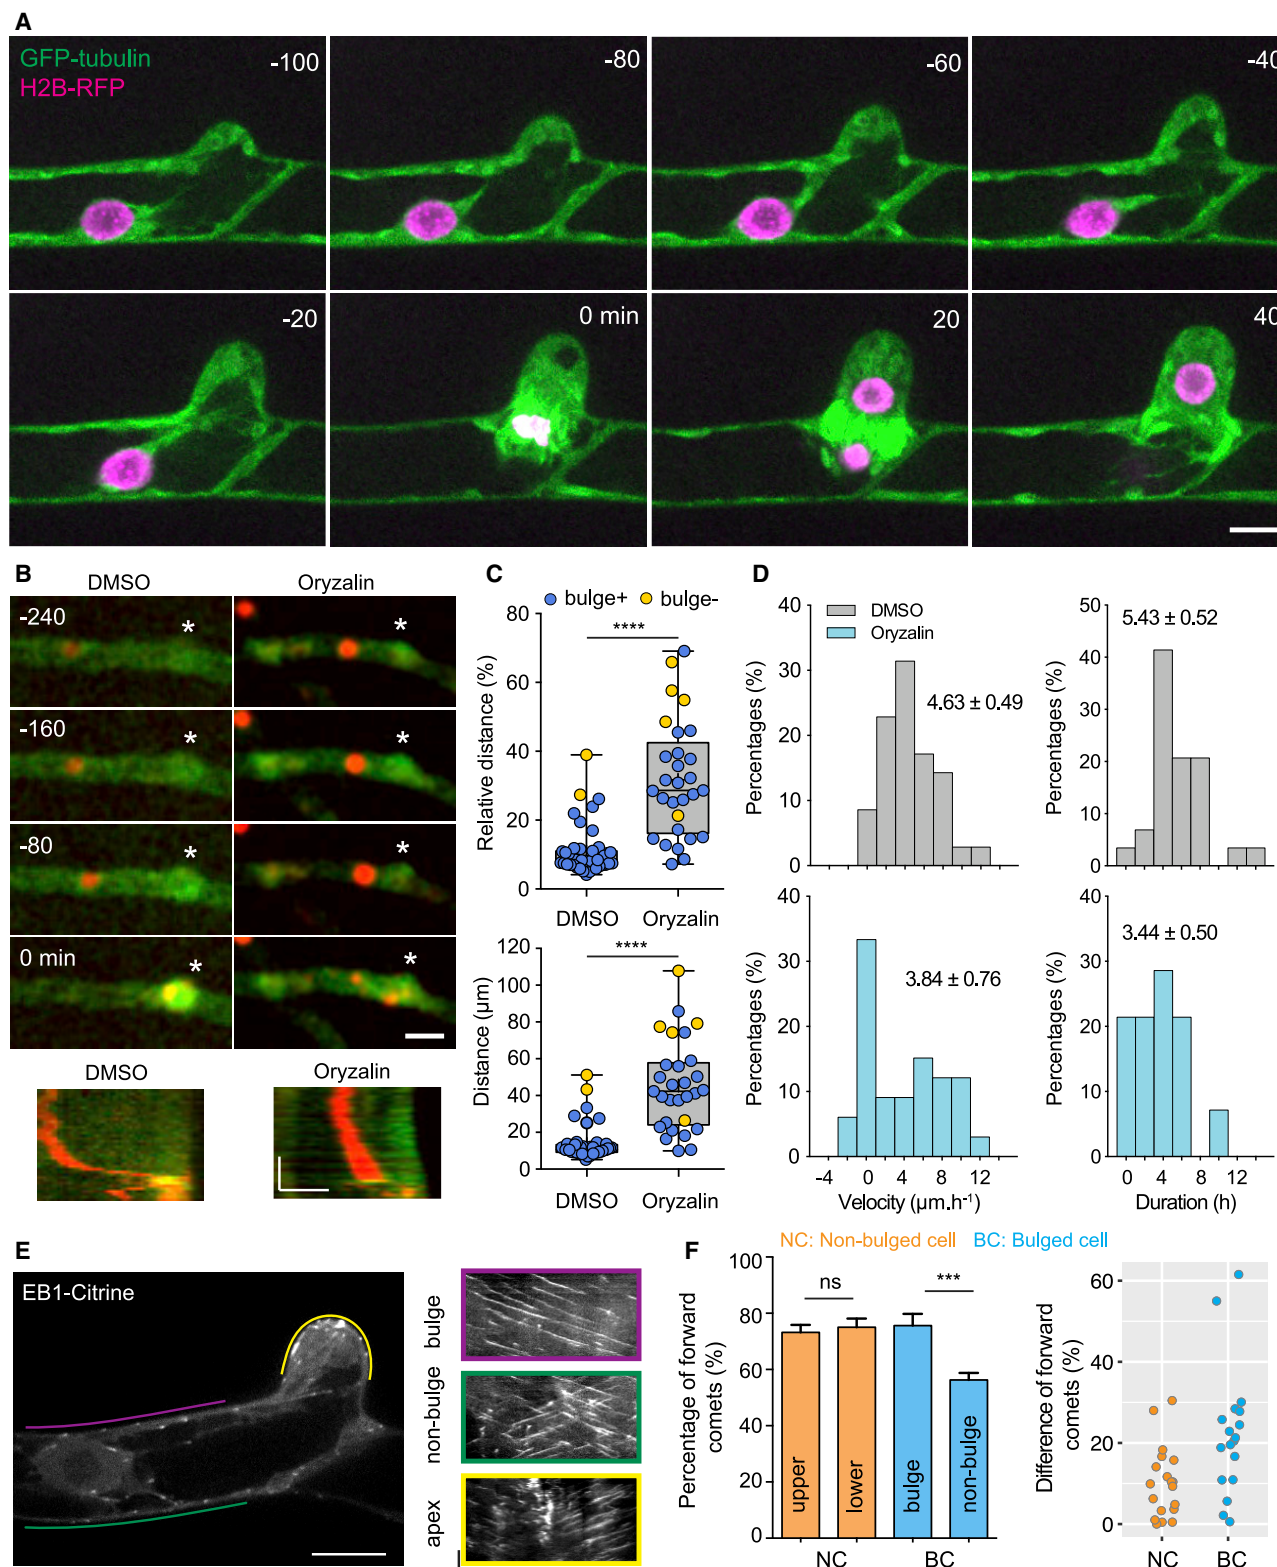 A
GFP-tubulin
H2B-RFP
-100
-80
-60
-40
-20
0 min
20
40
B
DMSO
Oryzalin
-240
*
*
-160
*
*
-80
*
*
0 min
*
*
DMSO
Oryzalin
C
bulge+
bulge-
Relative distance (%)
80
60
40
20
0
****
DMSO
Oryzalin
Distance (µm)
120
100
80
60
40
20
0
****
DMSO
Oryzalin
D
DMSO
Oryzalin
Percentages (%)
40
30
20
10
0
4.63 ± 0.49
Percentages (%)
50
40
30
20
10
0
5.43 ± 0.52
Percentages (%)
40
30
20
10
0
3.84 ± 0.76
-4
0
4
8
12
Velocity (µm.h-1)
Percentages (%)
40
30
20
10
0
3.44 ± 0.50
0
4
8
12
Duration (h)
E
EB1-Citrine
bulge
non-bulge
apex
F
NC: Non-bulged cell
BC: Bulged cell
Percentage of forward
comets (%)
100
80
60
40
20
0
ns
***
upper
lower
bulge
non-bulge
NC
BC
Difference of forward
comets (%)
60
40
20
0
NC
BC